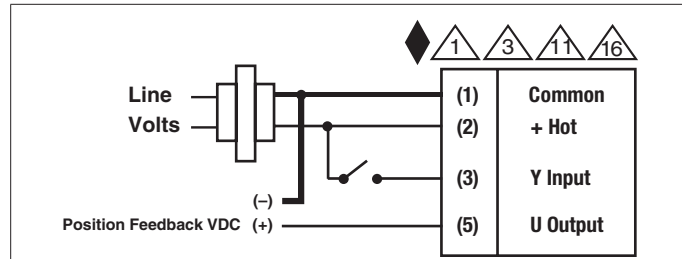 1 3 11 16
Line (1) Common
Volts (2) + Hot
(3) Y Input
(–)
Position Feedback VDC (+) (5) U Output